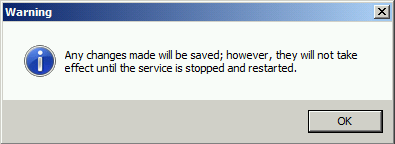 Warning
Any changes made will be saved; however, they will not take
effect until the service is stopped and restarted.
OK